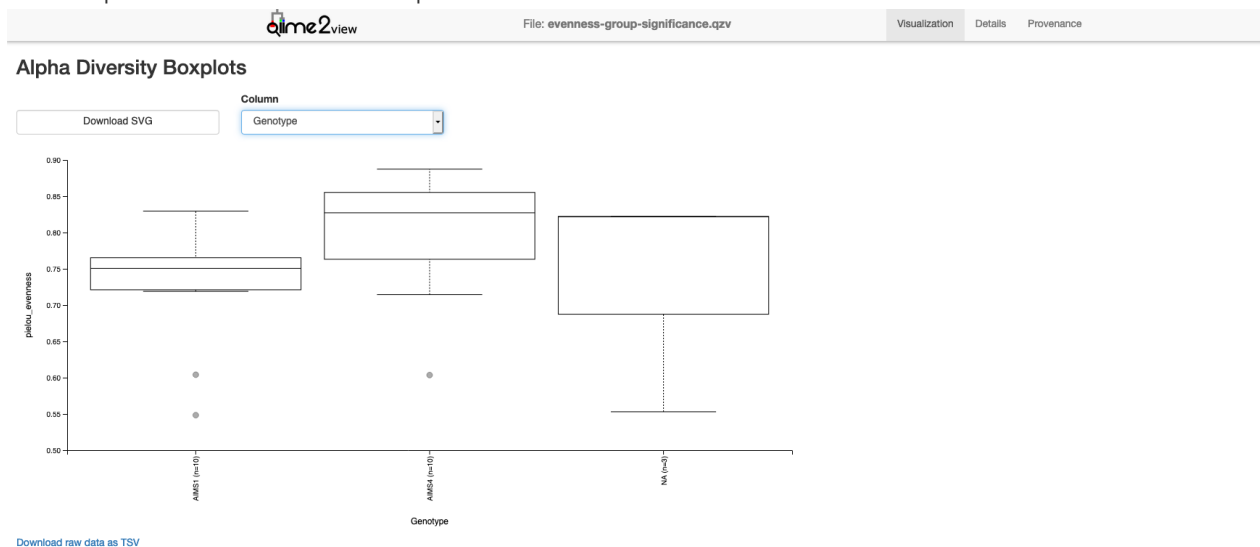 qiime2view
File: evenness-group-significance.qzv
Visualization
Details
Provenance
Alpha Diversity Boxplots
Column
Download SVG
Genotype
0.90
0.85
0.80
0.75
0.70
0.65
0.60
0.55
0.50
pielou_evenness
AIMS1 (n=10)
AIMS4 (n=10)
NA (n=3)
Genotype
Download raw data as TSV